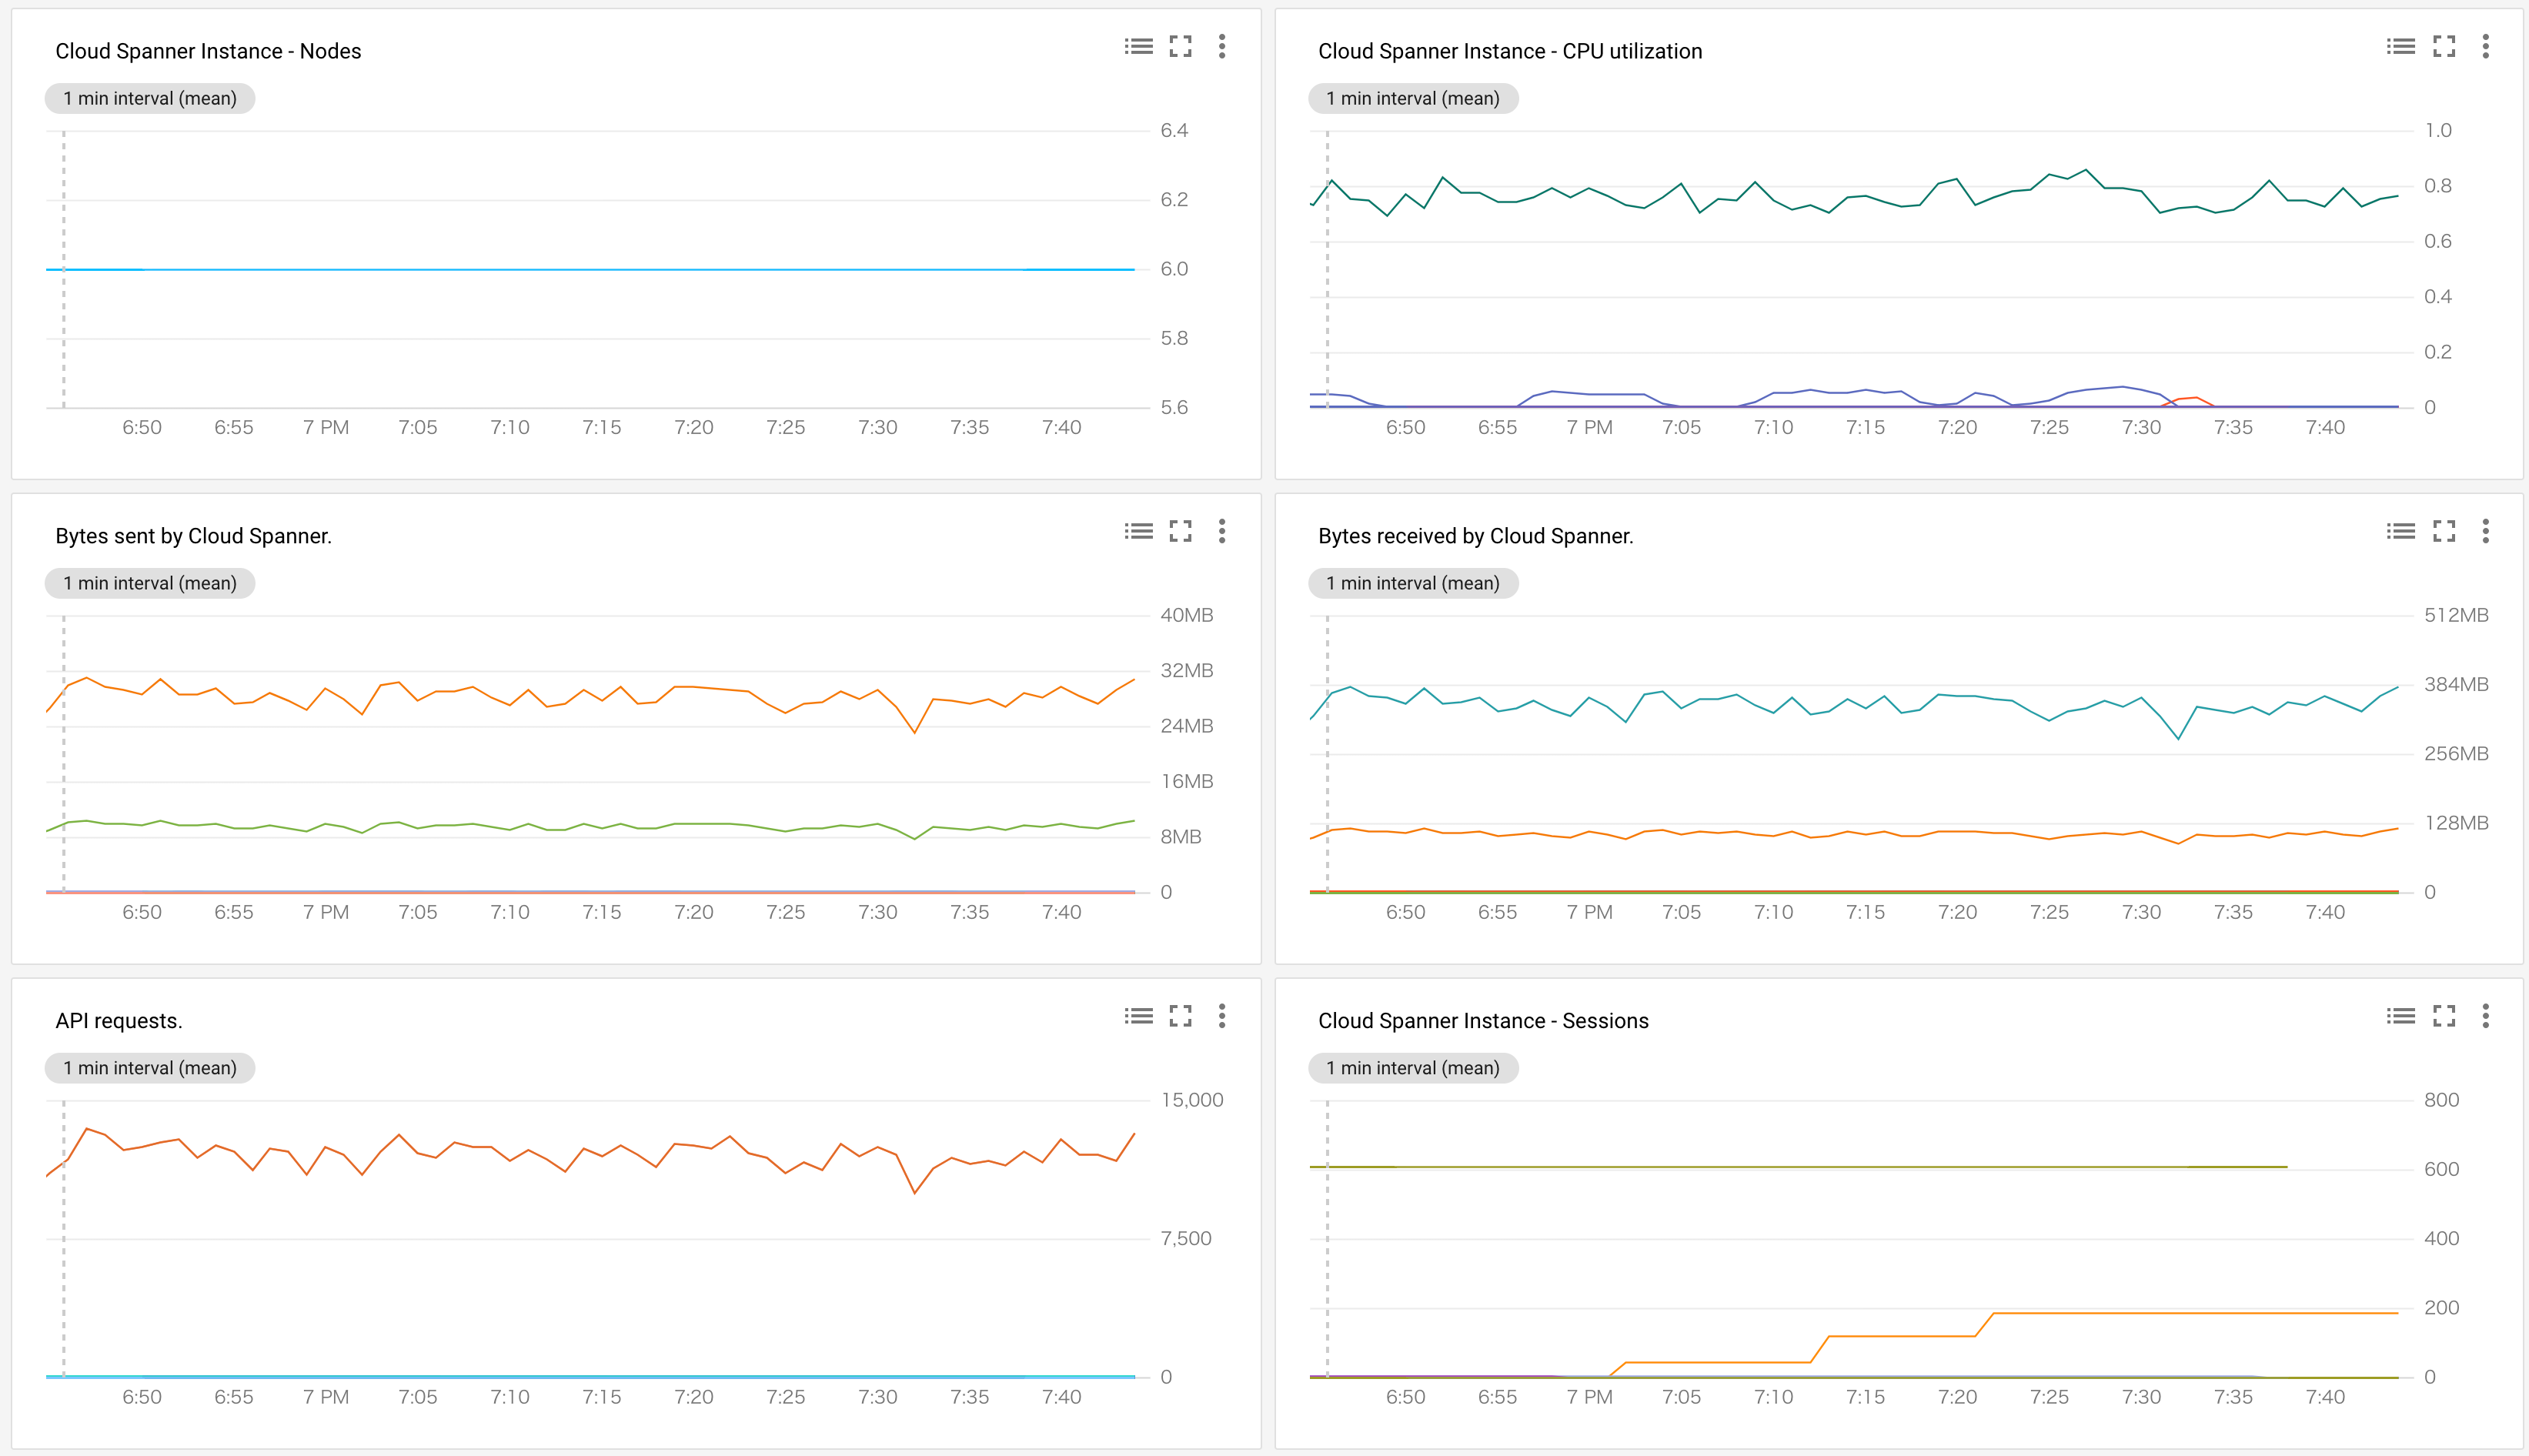 Cloud Spanner Instance - Nodes
1 min interval (mean)
6.4
6.2
6.0
5.8
5.6
6:50 6:55 7 PM 7:05 7:10 7:15 7:20 7:25 7:30 7:35 7:40
Cloud Spanner Instance - CPU utilization
1 min interval (mean)
1.0
0.8
0.6
0.4
0.2
0
6:50 6:55 7 PM 7:05 7:10 7:15 7:20 7:25 7:30 7:35 7:40
Bytes sent by Cloud Spanner.
1 min interval (mean)
40MB
32MB
24MB
16MB
8MB
0
6:50 6:55 7 PM 7:05 7:10 7:15 7:20 7:25 7:30 7:35 7:40
Bytes received by Cloud Spanner.
1 min interval (mean)
512MB
384MB
256MB
128MB
0
6:50 6:55 7 PM 7:05 7:10 7:15 7:20 7:25 7:30 7:35 7:40
API requests.
1 min interval (mean)
15,000
7,500
0
6:50 6:55 7 PM 7:05 7:10 7:15 7:20 7:25 7:30 7:35 7:40
Cloud Spanner Instance - Sessions
1 min interval (mean)
800
600
400
200
0
6:50 6:55 7 PM 7:05 7:10 7:15 7:20 7:25 7:30 7:35 7:40